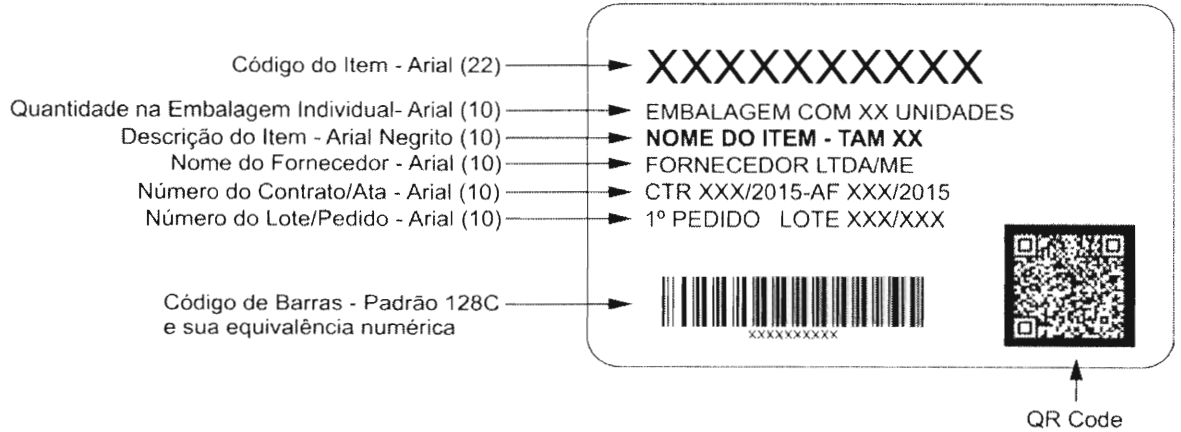 Código do Item - Arial (22)
XXXXXXXXXX
Quantidade na Embalagem Individual- Arial (10)
EMBALAGEM COM XX UNIDADES
Descrição do Item - Arial Negrito (10)
NOME DO ITEM - TAM XX
Nome do Fornecedor - Arial (10)
FORNECEDOR LTDA/ME
Número do Contrato/Ata - Arial (10)
CTR XXX/2015-AF XXX/2015
Número do Lote/Pedido - Arial (10)
1º PEDIDO LOTE XXX/XXX
Código de Barras - Padrão 128C
e sua equivalência numérica
XXXXXXXXXX
QR Code